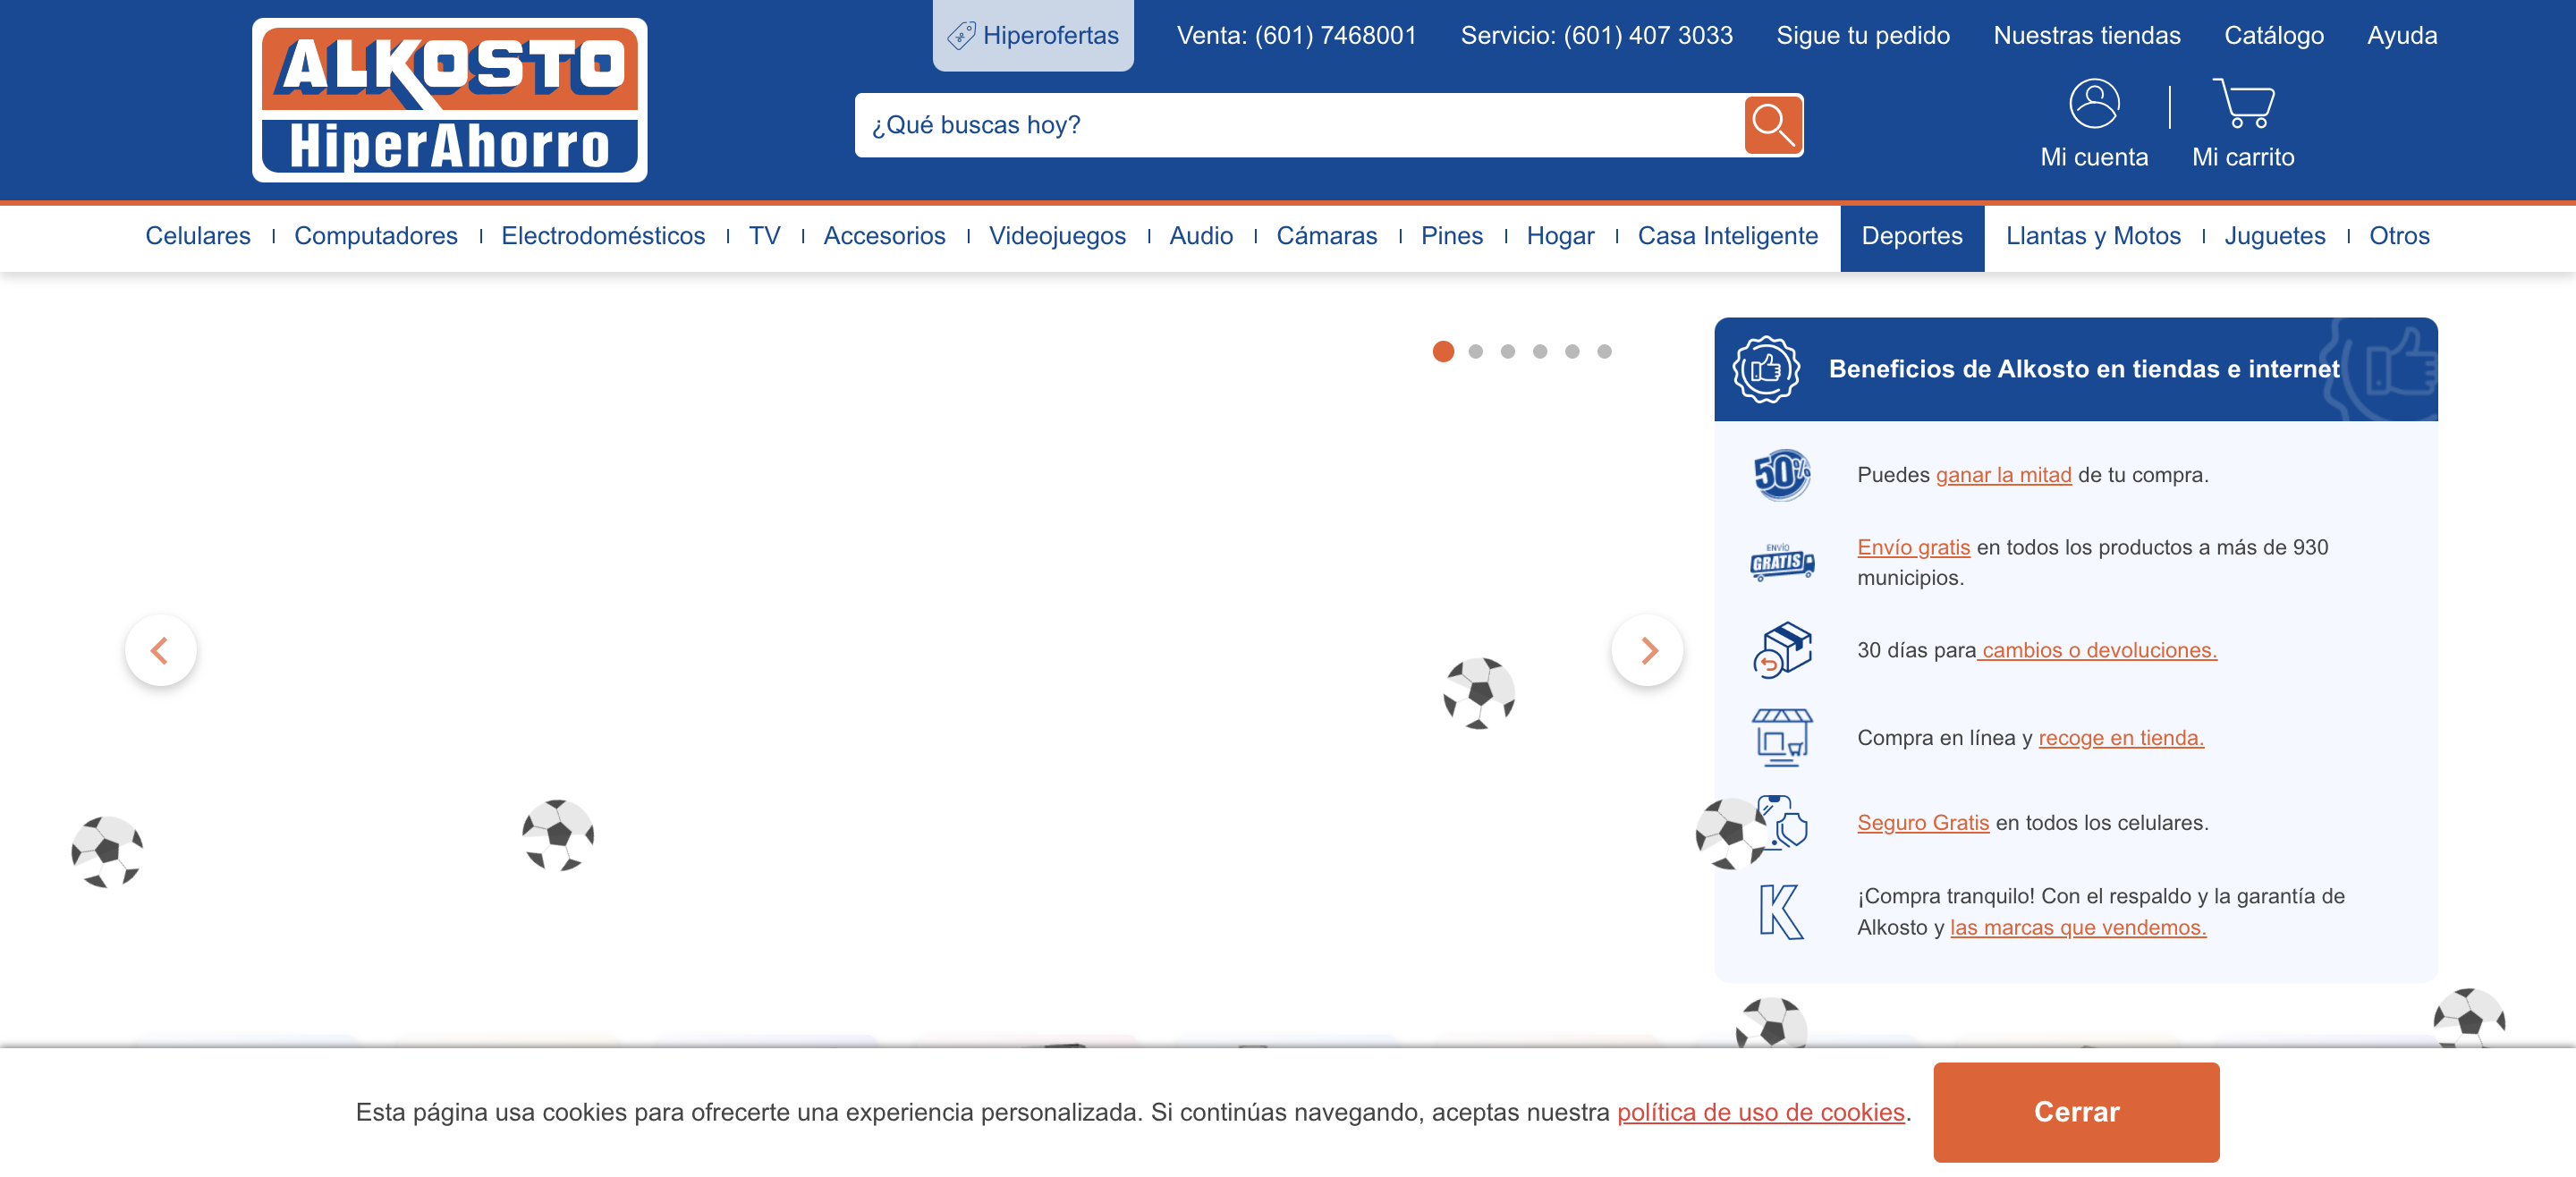 ALKOSTO
HiperAhorro
Hiperofertas
Venta: (601) 7468001
Servicio: (601) 407 3033
Sigue tu pedido
Nuestras tiendas
Catálogo
Ayuda
¿Qué buscas hoy?
Mi cuenta
Mi carrito
Celulares
Computadores
Electrodomésticos
TV
Accesorios
Videojuegos
Audio
Cámaras
Pines
Hogar
Casa Inteligente
Deportes
Llantas y Motos
Juguetes
Otros
Beneficios de Alkosto en tiendas e internet
50%
Puedes ganar la mitad de tu compra.
ENVÍO
GRATIS
Envío gratis en todos los productos a más de 930
municipios.
30 días para cambios o devoluciones.
Compra en línea y recoge en tienda.
Seguro Gratis en todos los celulares.
K
¡Compra tranquilo! Con el respaldo y la garantía de
Alkosto y las marcas que vendemos.
Esta página usa cookies para ofrecerte una experiencia personalizada. Si continúas navegando, aceptas nuestra política de uso de cookies.
Cerrar